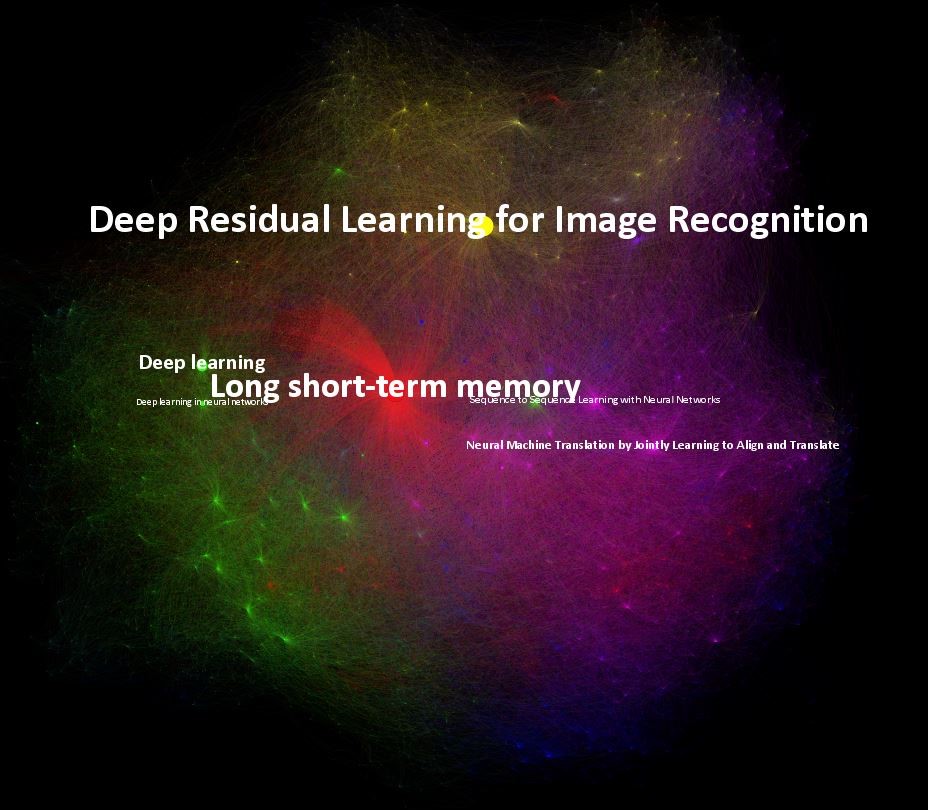 Deep Residual Learning for Image Recognition
Deep learning
Long short-term memory
Deep learning in neural networks
Sequence to Sequence Learning with Neural Networks
Neural Machine Translation by Jointly Learning to Align and Translate